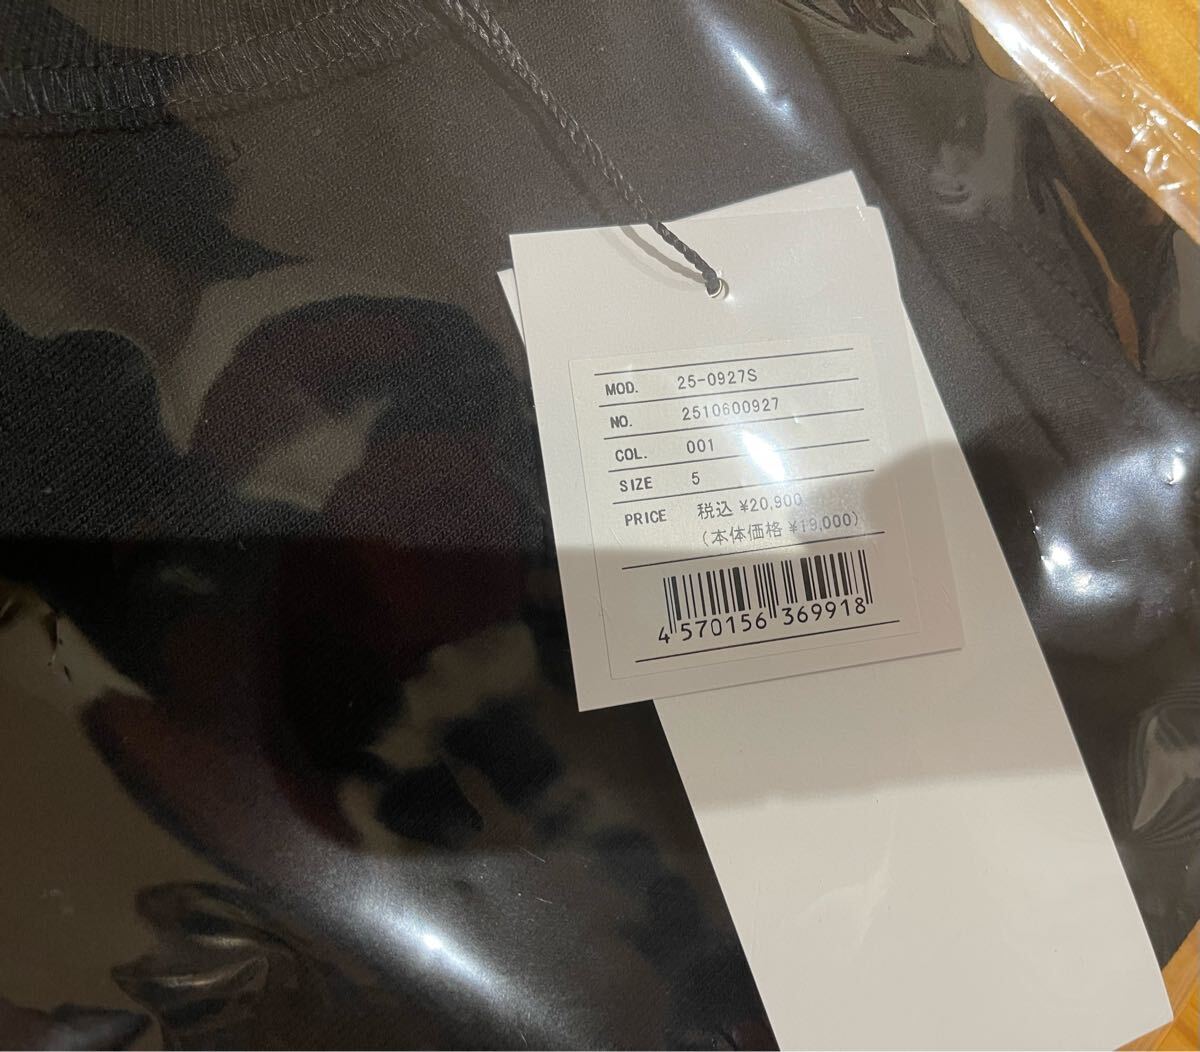 MOD. 25-0927S
NO. 2510600927
COL. 001
SIZE 5
PRICE 税込 ¥20,900
(本体価格 ¥19,000)
4 570156 369918